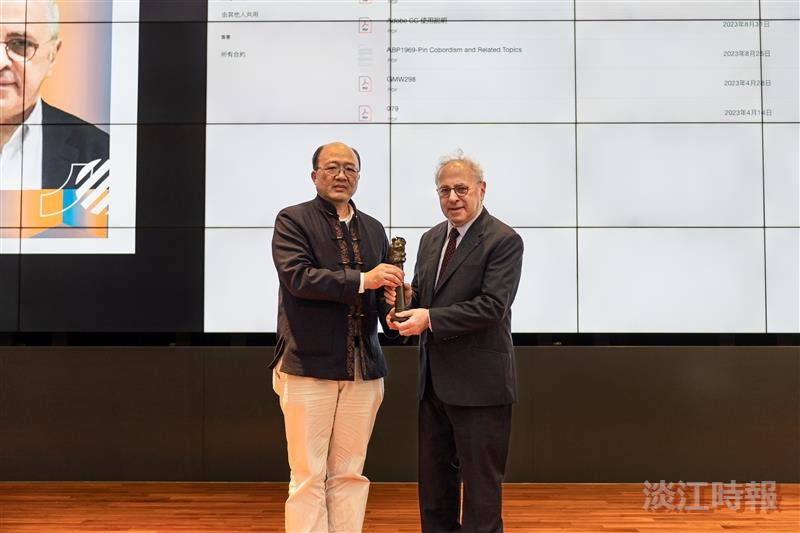 由其他人共用
Adobe CC 使用說明
PDF
2023年8月31日
簽署
所有合約
ABP1969-Pin Cobordism and Related Topics
PDF
2023年8月25日
GMW298
PDF
2023年4月28日
079
PDF
2023年4月14日
淡江時報